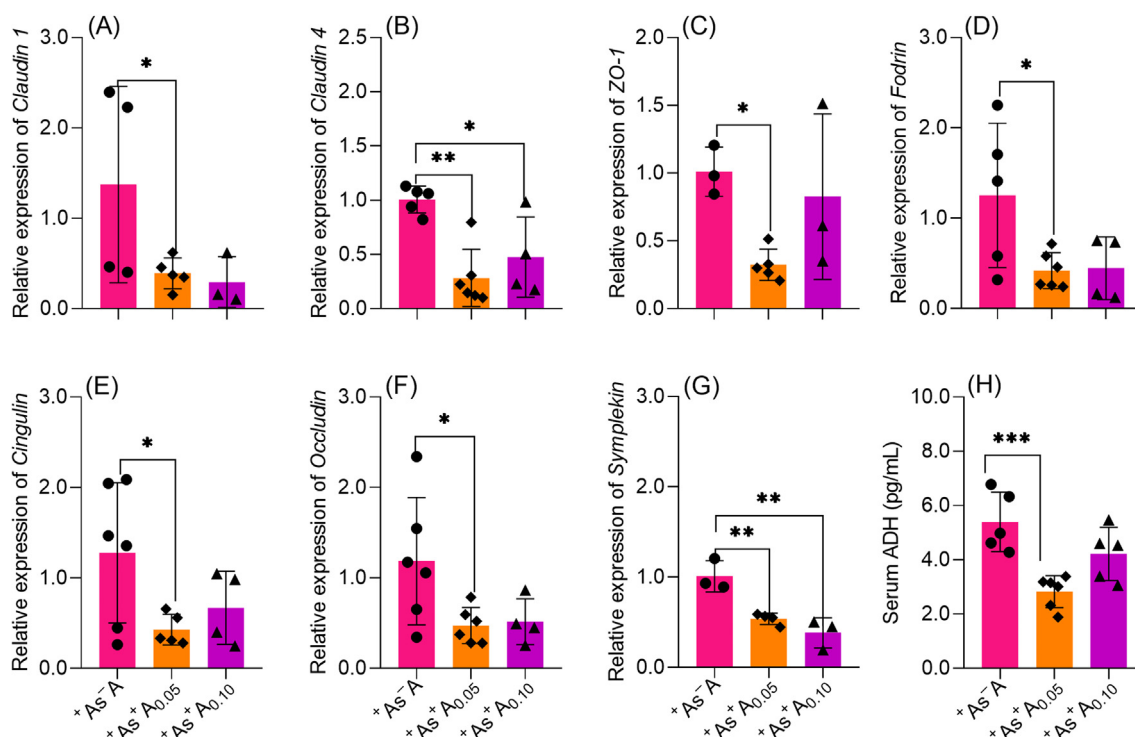 (A)
Relative expression of Claudin 1
3.0
2.0
1.0
0.0
*
(B)
Relative expression of Claudin 4
2.5
2.0
1.5
1.0
0.5
0.0
*
**
(C)
Relative expression of ZO-1
2.0
1.5
1.0
0.5
0.0
*
(D)
Relative expression of Fodrin
3.0
2.0
1.0
0.0
*
(E)
Relative expression of Cingulin
3.0
2.0
1.0
0.0
*
+As-A
+As+A0.05
+As+A0.10
(F)
Relative expression of Occludin
3.0
2.0
1.0
0.0
*
+As-A
+As+A0.05
+As+A0.10
(G)
Relative expression of Symplekin
3.0
2.5
2.0
1.5
1.0
0.5
0.0
**
**
+As-A
+As+A0.05
+As+A0.10
(H)
Serum ADH (pg/mL)
10.0
8.0
6.0
4.0
2.0
0.0
***
+As-A
+As+A0.05
+As+A0.10